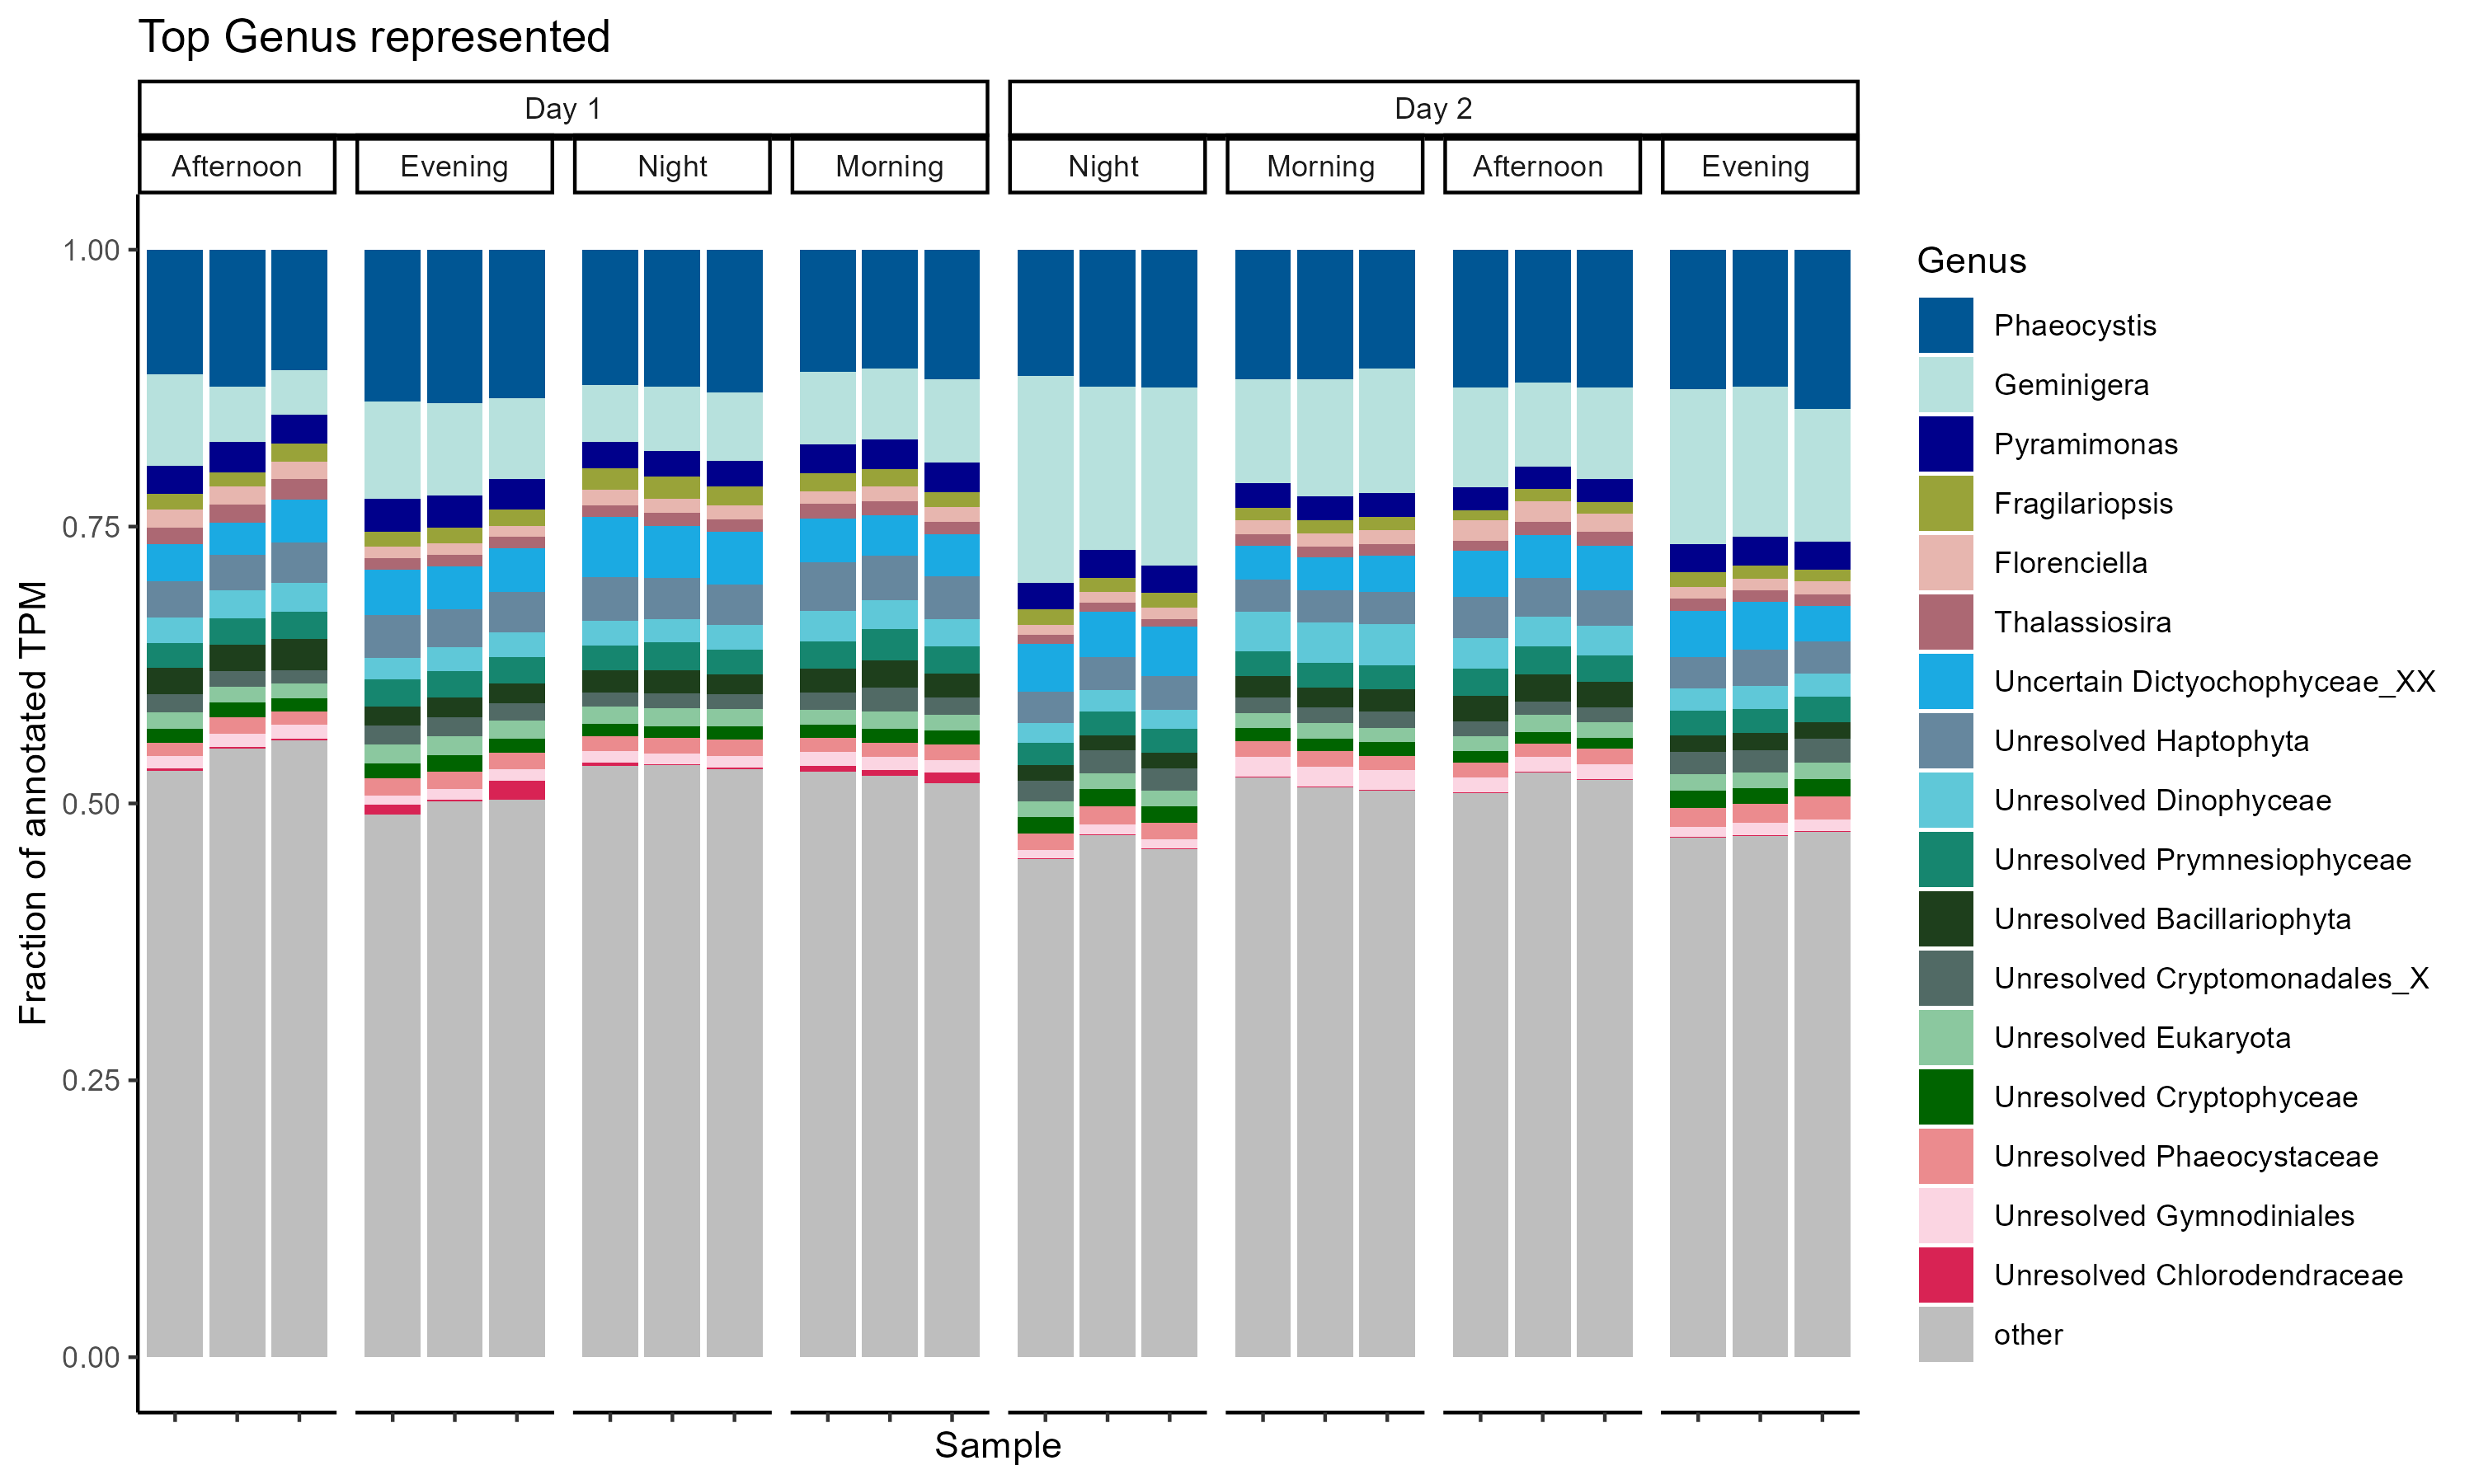 Top Genus represented
Day 1
Day 2
Afternoon
Evening
Night
Morning
Night
Morning
Afternoon
Evening
1.00
0.75
0.50
0.25
0.00
Fraction of annotated TPM
Sample
Genus
Phaeocystis
Geminigera
Pyramimonas
Fragilariopsis
Florenciella
Thalassiosira
Uncertain Dictyochophyceae_XX
Unresolved Haptophyta
Unresolved Dinophyceae
Unresolved Prymnesiophyceae
Unresolved Bacillariophyta
Unresolved Cryptomonadales_X
Unresolved Eukaryota
Unresolved Cryptophyceae
Unresolved Phaeocystaceae
Unresolved Gymnodiniales
Unresolved Chlorodendraceae
other